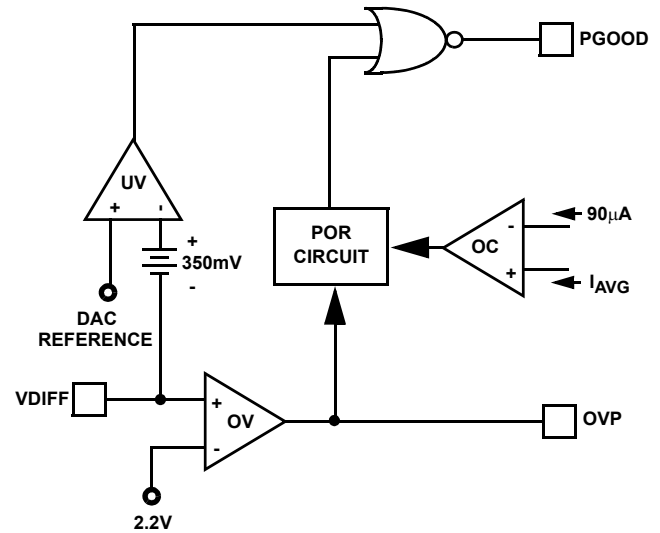 PGOOD
UV
+
-
+
350mV
-
DAC
REFERENCE
POR
CIRCUIT
OC
-
+
90μA
IAVG
VDIFF
+
OV
-
OVP
2.2V